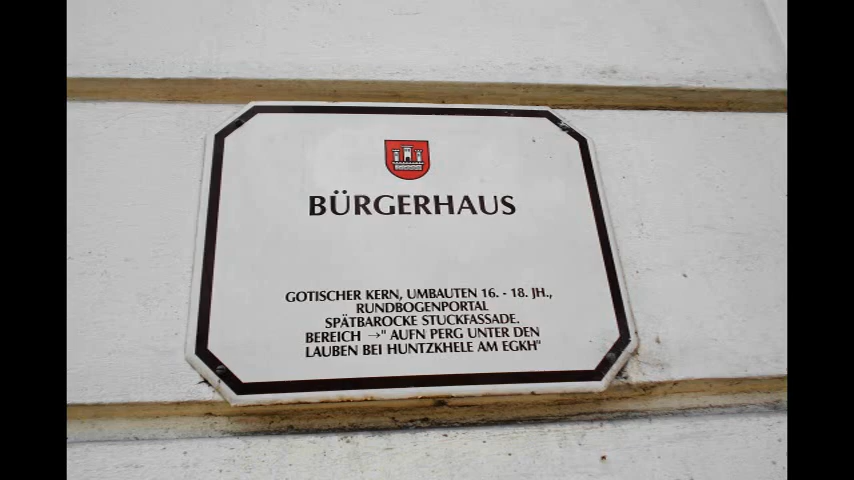 BÜRGERHAUS
GOTISCHER KERN, UMBAUTEN 16. - 18. JH.,
RUNDBOGENPORTAL
SPÄTBAROCKE STUCKFASSADE.
BEREICH →" AUFN PERG UNTER DEN
LAUBEN BEI HUNTZKHELE AM EGKH"